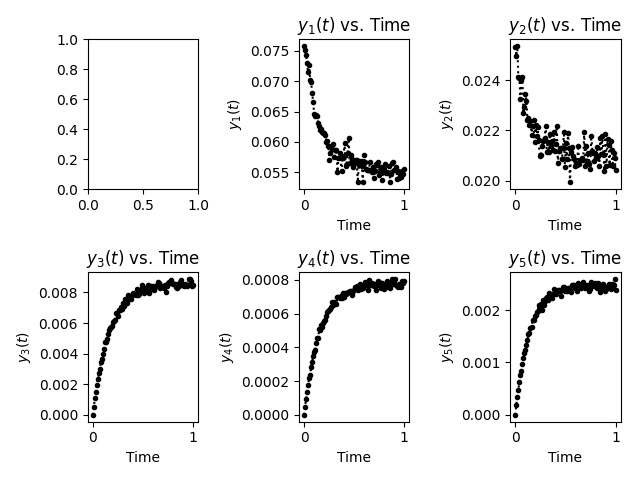 y₁(t) vs. Time
y₂(t) vs. Time
1.0
0.8
0.6
0.4
0.2
0.0
0.0 0.5 1.0
y₁(t)
0.075
0.070
0.065
0.060
0.055
0 1
Time
y₂(t)
0.024
0.022
0.020
0 1
Time
y₃(t) vs. Time
y₄(t) vs. Time
y₅(t) vs. Time
y₃(t)
0.008
0.006
0.004
0.002
0.000
0 1
Time
y₄(t)
0.0008
0.0006
0.0004
0.0002
0.0000
0 1
Time
y₅(t)
0.002
0.001
0.000
0 1
Time